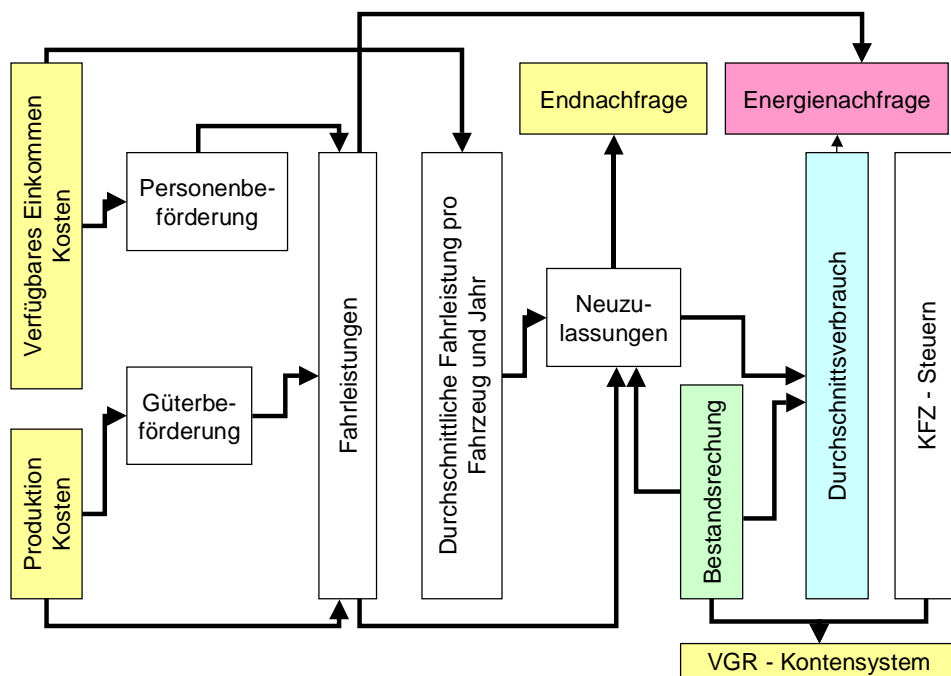 Verfügbares Einkommen
Kosten
Produktion
Kosten
Personenbe-
förderung
Güterbe-
förderung
Fahrleistungen
Durchschnittliche Fahrleistung pro
Fahrzeug und Jahr
Endnachfrage
Neuzu-
lassungen
Bestandsrechung
Energienachfrage
Durchschnittsverbrauch
KFZ - Steuern
VGR - Kontensystem